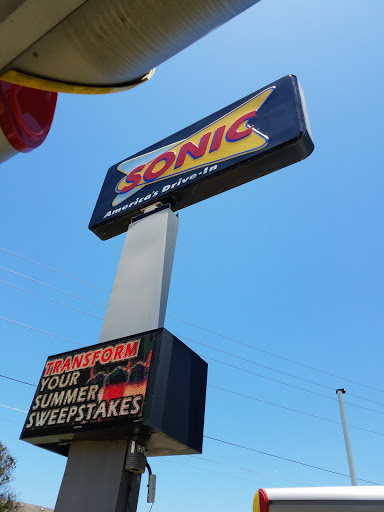 SONIC
America's Drive-In
TRANSFORM
YOUR
SUMMER
SWEEPSTAKES